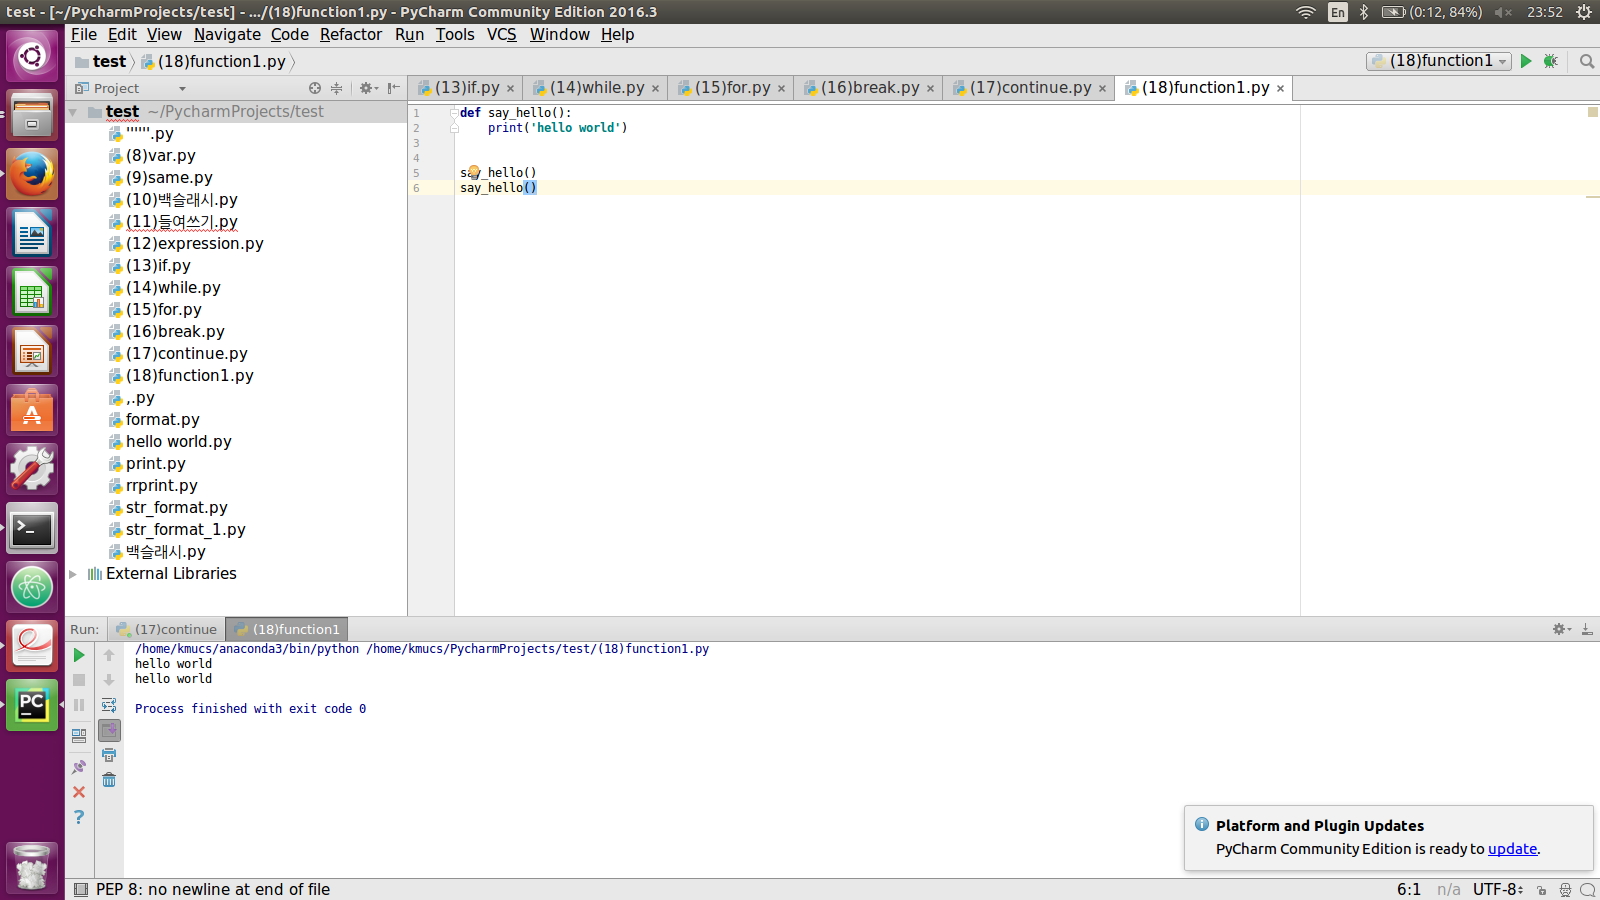 test - [~/PycharmProjects/test] - .../(18)function1.py - PyCharm Community Edition 2016.3
En (0:12, 84%) 23:52
File Edit View Navigate Code Refactor Run Tools VCS Window Help
test (18)function1.py
(18)function1
Project
(13)if.py × (14)while.py × (15)for.py × (16)break.py × (17)continue.py × (18)function1.py ×
test ~/PycharmProjects/test
""""".py
(8)var.py
(9)same.py
(10)백슬래시.py
(11)들여쓰기.py
(12)expression.py
(13)if.py
(14)while.py
(15)for.py
(16)break.py
(17)continue.py
(18)function1.py
,.py
format.py
hello world.py
print.py
rrprint.py
str_format.py
str_format_1.py
백슬래시.py
External Libraries
1 def say_hello():
2 print('hello world')
3
4
5 say_hello()
6 say_hello()
Run: (17)continue (18)function1
/home/kmucs/anaconda3/bin/python /home/kmucs/PycharmProjects/test/(18)function1.py
hello world
hello world
Process finished with exit code 0
Platform and Plugin Updates
PyCharm Community Edition is ready to update.
PEP 8: no newline at end of file
6:1 n/a UTF-8
PC